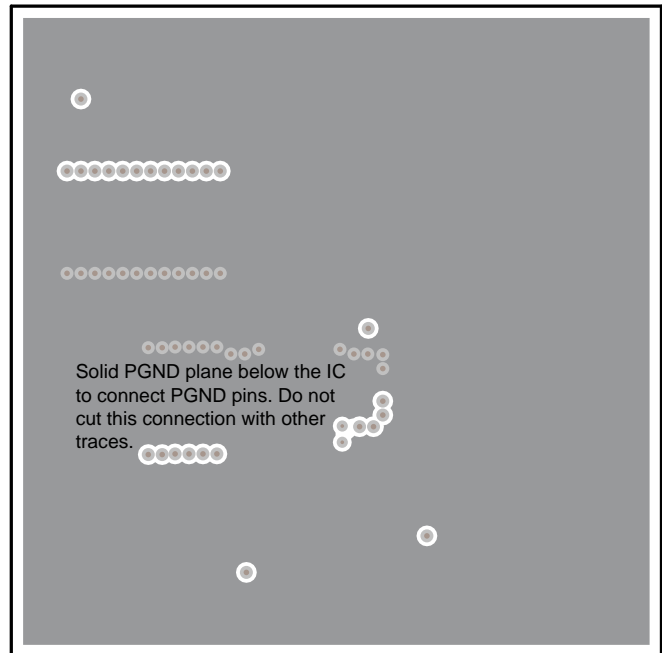 Solid PGND plane below the IC
to connect PGND pins. Do not
cut this connection with other
traces.